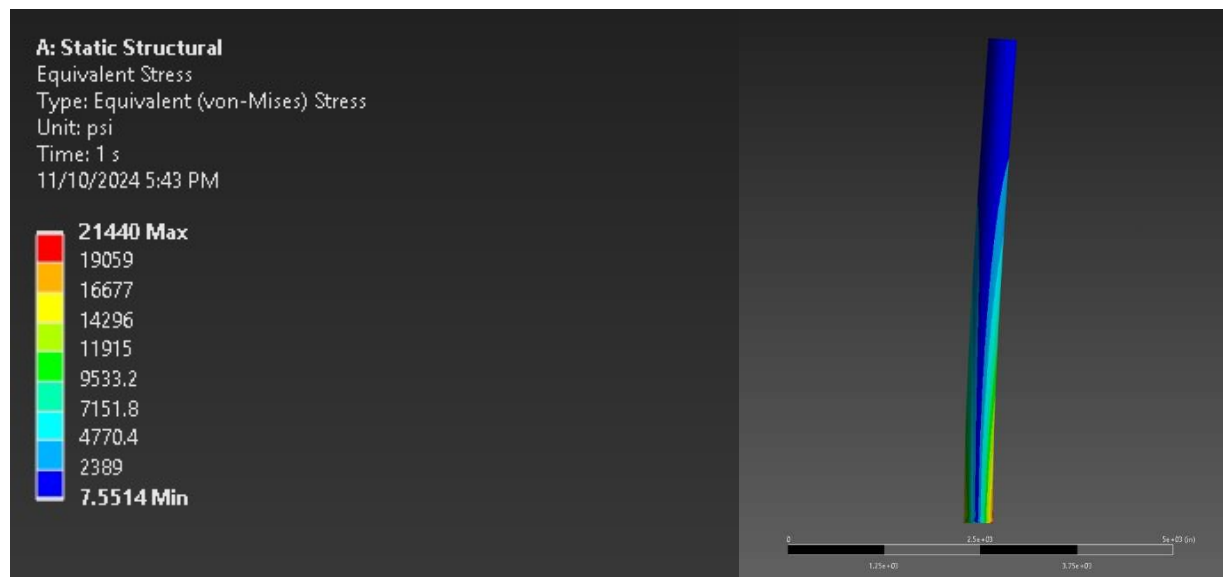 A: Static Structural
Equivalent Stress
Type: Equivalent (von-Mises) Stress
Unit: psi
Time: 1 s
11/10/2024 5:43 PM
21440 Max
19059
16677
14296
11915
9533.2
7151.8
4770.4
2389
7.5514 Min
0 2.5e+03 5e+03 (in)
1.25e+03 3.75e+03